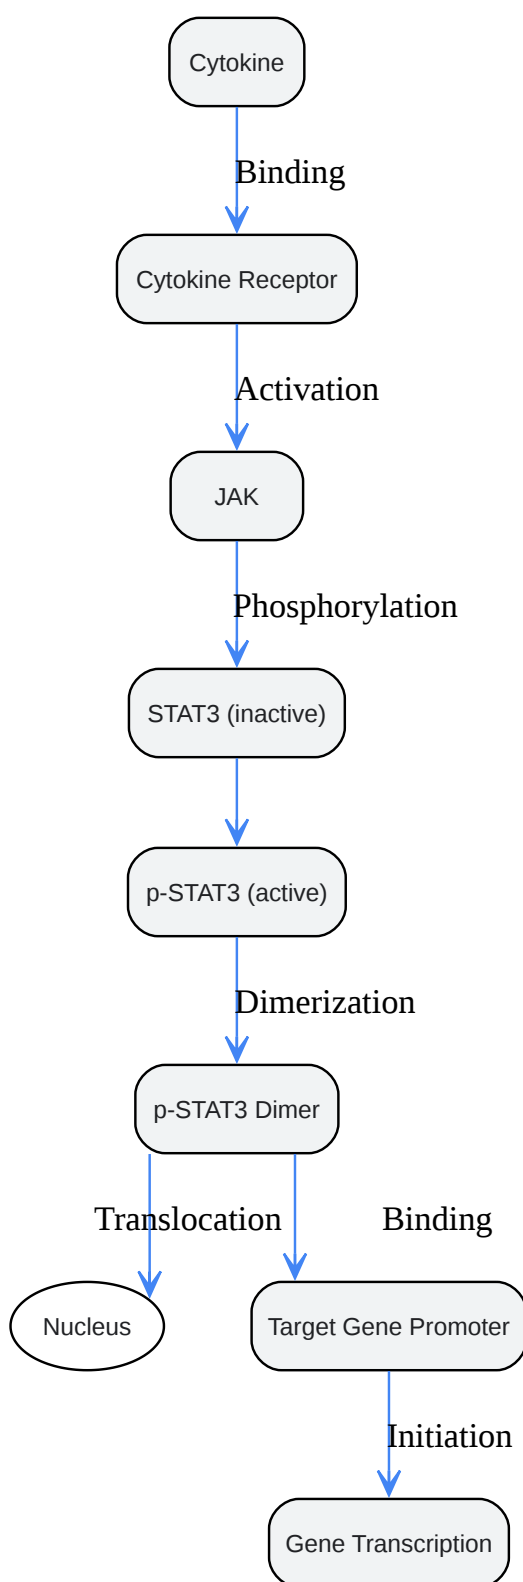 Cytokine
Binding
Cytokine Receptor
Activation
JAK
Phosphorylation
STAT3 (inactive)
p-STAT3 (active)
Dimerization
p-STAT3 Dimer
Translocation
Binding
Nucleus
Target Gene Promoter
Initiation
Gene Transcription